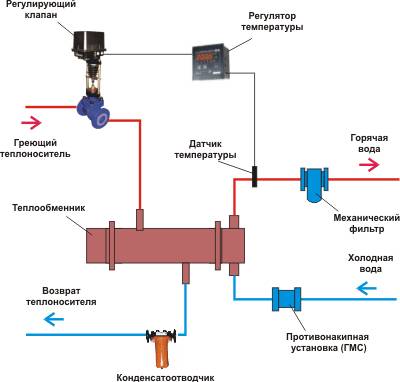 Регулирующий
клапан
Регулятор
температуры
Греющий
теплоноситель
Датчик
температуры
Горячая
вода
Теплообменник
Механический
фильтр
Холодная
вода
Возврат
теплоносителя
Противонакипная
установка (ГМС)
Конденсатоотводчик